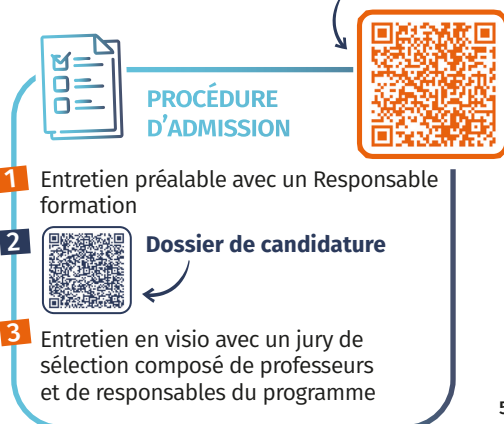 PROCÉDURE
D'ADMISSION
1 Entretien préalable avec un Responsable
formation
2 Dossier de candidature
3 Entretien en visio avec un jury de
sélection composé de professeurs
et de responsables du programme
5